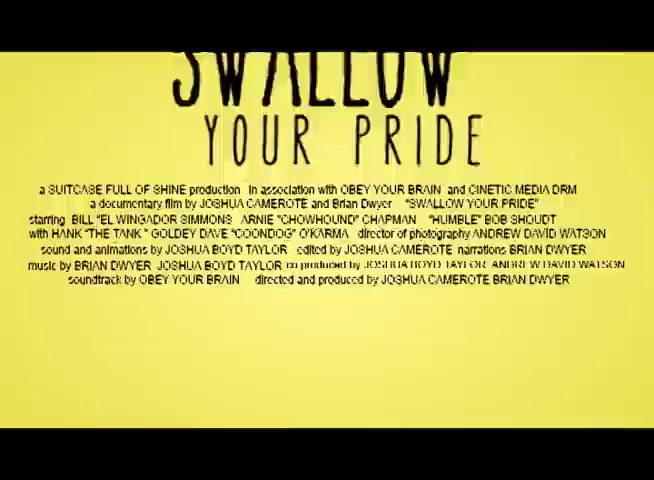 SWALLOW
YOUR PRIDE
a SUITCASE FULL OF SHINE production in association with OBEY YOUR BRAIN and CINETIC MEDIA DRM
a documentary film by JOSHUA CAMEROTE and Brian Dwyer "SWALLOW YOUR PRIDE"
starring BILL "EL WINGADOR SIMMONS ARNIE "CHOWHOUND" CHAPMAN "HUMBLE" BOB SHOUDT
with HANK "THE TANK " GOLDEY DAVE "COONDOG" O'KARMA director of photography ANDREW DAVID WATSON
sound and animations by JOSHUA BOYD TAYLOR edited by JOSHUA CAMEROTE narrations BRIAN DWYER
music by BRIAN DWYER JOSHUA BOYD TAYLOR co produced by JOSHUA BOYD TAYLOR ANDREW DAVID WATSON
soundtrack by OBEY YOUR BRAIN directed and produced by JOSHUA CAMEROTE BRIAN DWYER